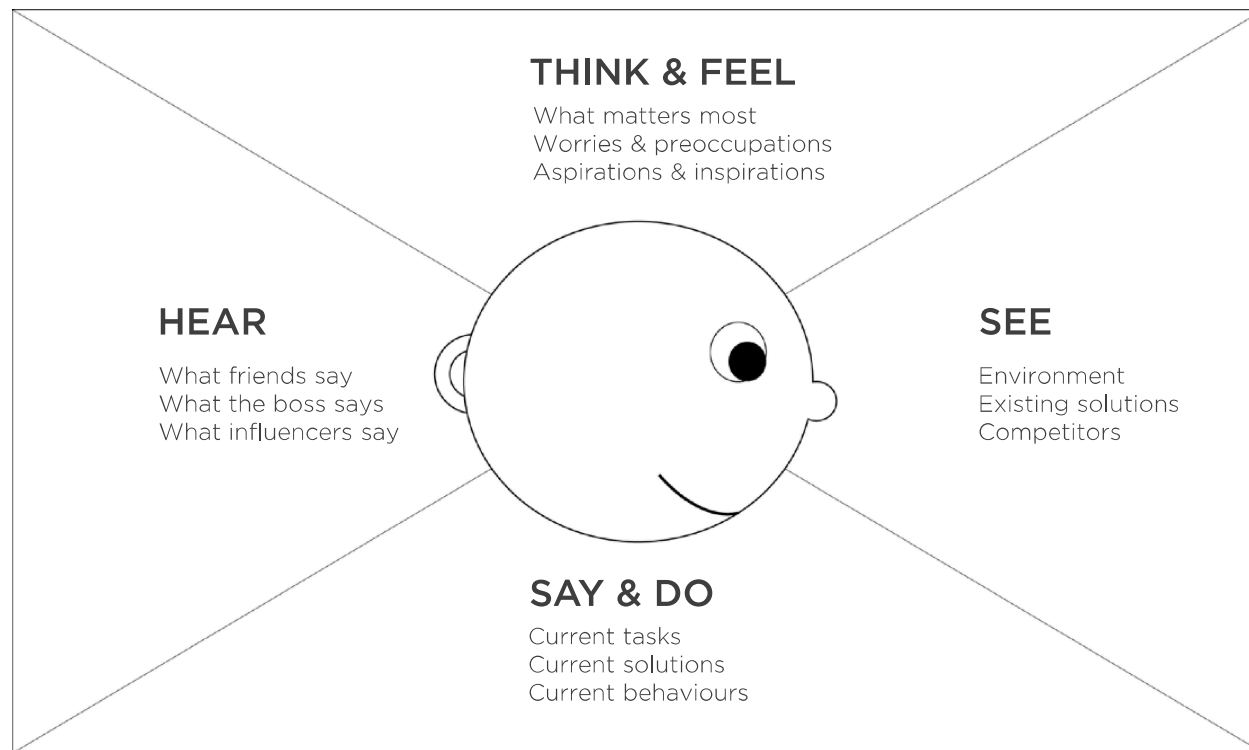 THINK & FEEL
What matters most
Worries & preoccupations
Aspirations & inspirations
HEAR
What friends say
What the boss says
What influencers say
SEE
Environment
Existing solutions
Competitors
SAY & DO
Current tasks
Current solutions
Current behaviours